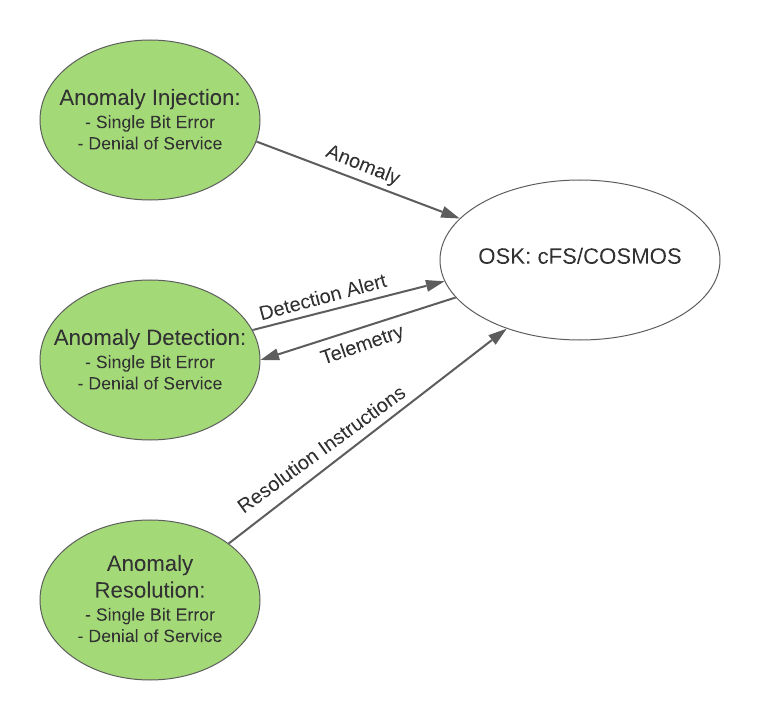 Anomaly Injection:
- Single Bit Error
- Denial of Service
Anomaly
OSK: cFS/COSMOS
Detection Alert
Anomaly Detection:
- Single Bit Error
- Denial of Service
Telemetry
Resolution Instructions
Anomaly
Resolution:
- Single Bit Error
- Denial of Service